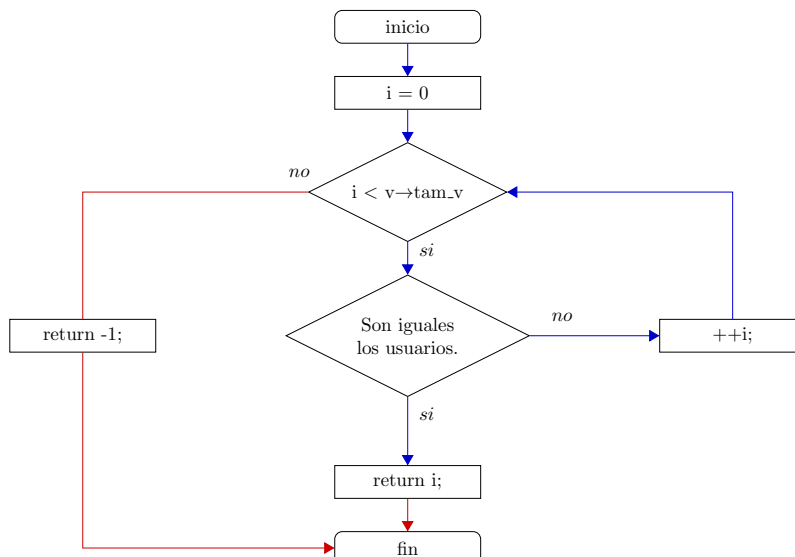 inicio
i = 0
no
i < v→tam_v
si
Son iguales
los usuarios.
no
return -1;
++i;
si
return i;
fin